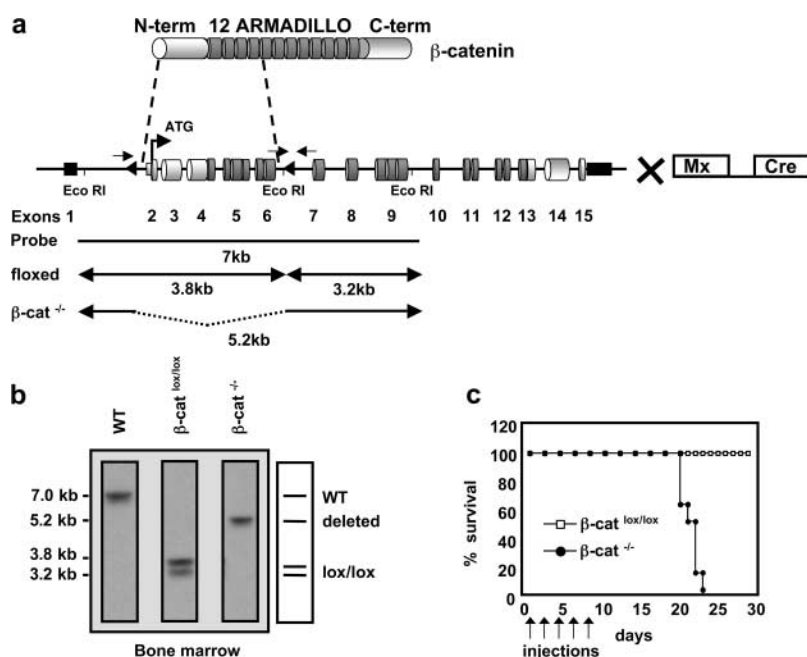 a
N-term 12 ARMADILLO C-term
β-catenin
ATG
Eco RI Eco RI Eco RI
Mx Cre
Exons 1 2 3 4 5 6 7 8 9 10 11 12 13 14 15
Probe
7kb
floxed
3.8kb 3.2kb
β-cat -/-
5.2kb
b
WT
β-cat lox/lox
β-cat -/-
7.0 kb
5.2 kb
3.8 kb
3.2 kb
WT
deleted
lox/lox
Bone marrow
c
120
100
80
60
40
20
0
% survival
β-cat lox/lox
β-cat -/-
0 5 10 15 20 25 30
days
injections